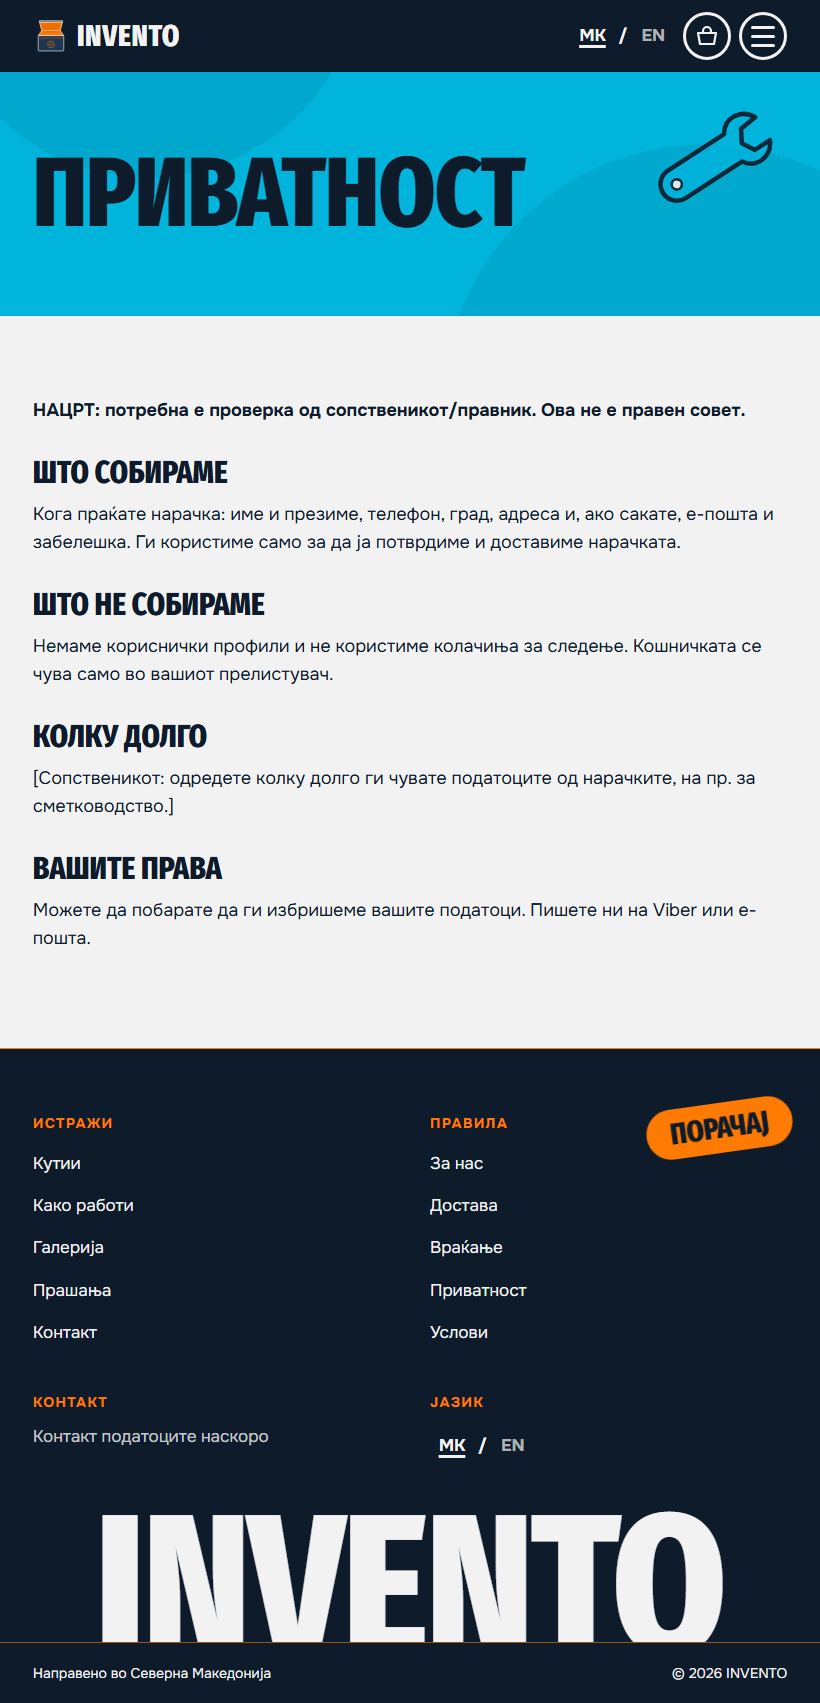 INVENTO
MK / EN
ПРИВАТНОСТ
НАЦРТ: потребна е проверка од сопственикот/правник. Ова не е правен совет.
ШТО СОБИРАМЕ
Кога праќате нарачка: име и презиме, телефон, град, адреса и, ако сакате, е-пошта и
забелешка. Ги користиме само за да ја потврдиме и доставиме нарачката.
ШТО НЕ СОБИРАМЕ
Немаме кориснички профили и не користиме колачиња за следење. Кошничката се
чува само во вашиот прелистувач.
КОЛКУ ДОЛГО
[Сопственикот: одредете колку долго ги чувате податоците од нарачките, на пр. за
сметководство.]
ВАШИТЕ ПРАВА
Можете да побарате да ги избришеме вашите податоци. Пишете ни на Viber или е-
пошта.
ИСТРАЖИ
Кутии
Како работи
Галерија
Прашања
Контакт
ПРАВИЛА
За нас
Достава
Враќање
Приватност
Услови
ПОРАЧАЈ
КОНТАКТ
Контакт податоците наскоро
ЈАЗИК
MK / EN
INVENTO
Направено во Северна Македонија
© 2026 INVENTO